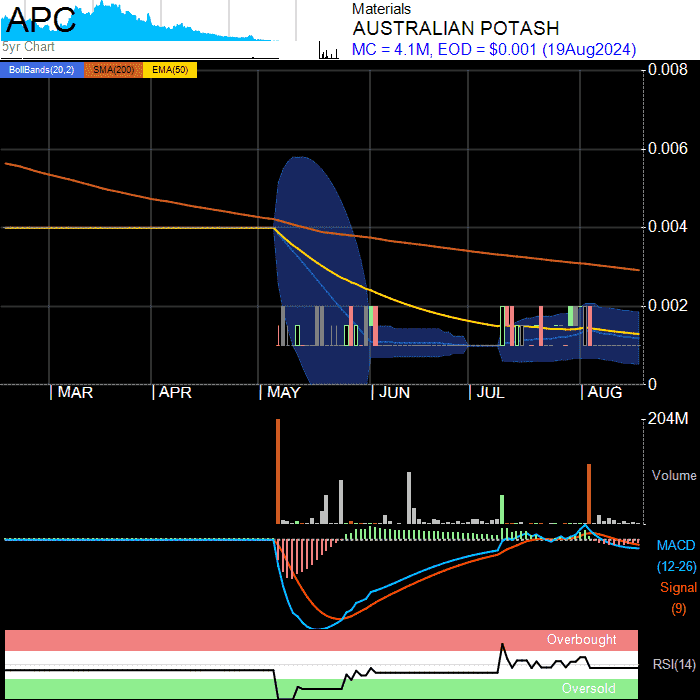 APC
5yr Chart
Materials
AUSTRALIAN POTASH
MC = 4.1M, EOD = $0.001 (19Aug2024)
BollBands(20,2) SMA(200) EMA(50)
0.008
0.006
0.004
0.002
0
MAR APR MAY JUN JUL AUG
204M
Volume
MACD
(12-26)
Signal
(9)
Overbought
RSI(14)
Oversold